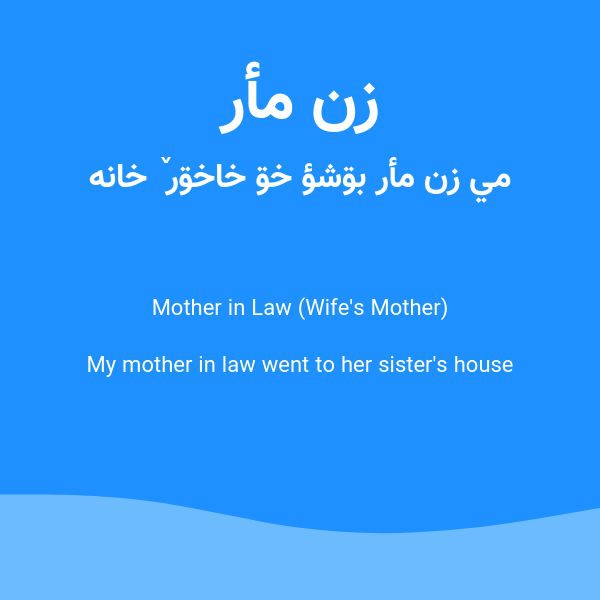 زن مأر
مي زن مأر بۊشؤ خۊ خاخۊر ˇ خانه
Mother in Law (Wife's Mother)
My mother in law went to her sister's house